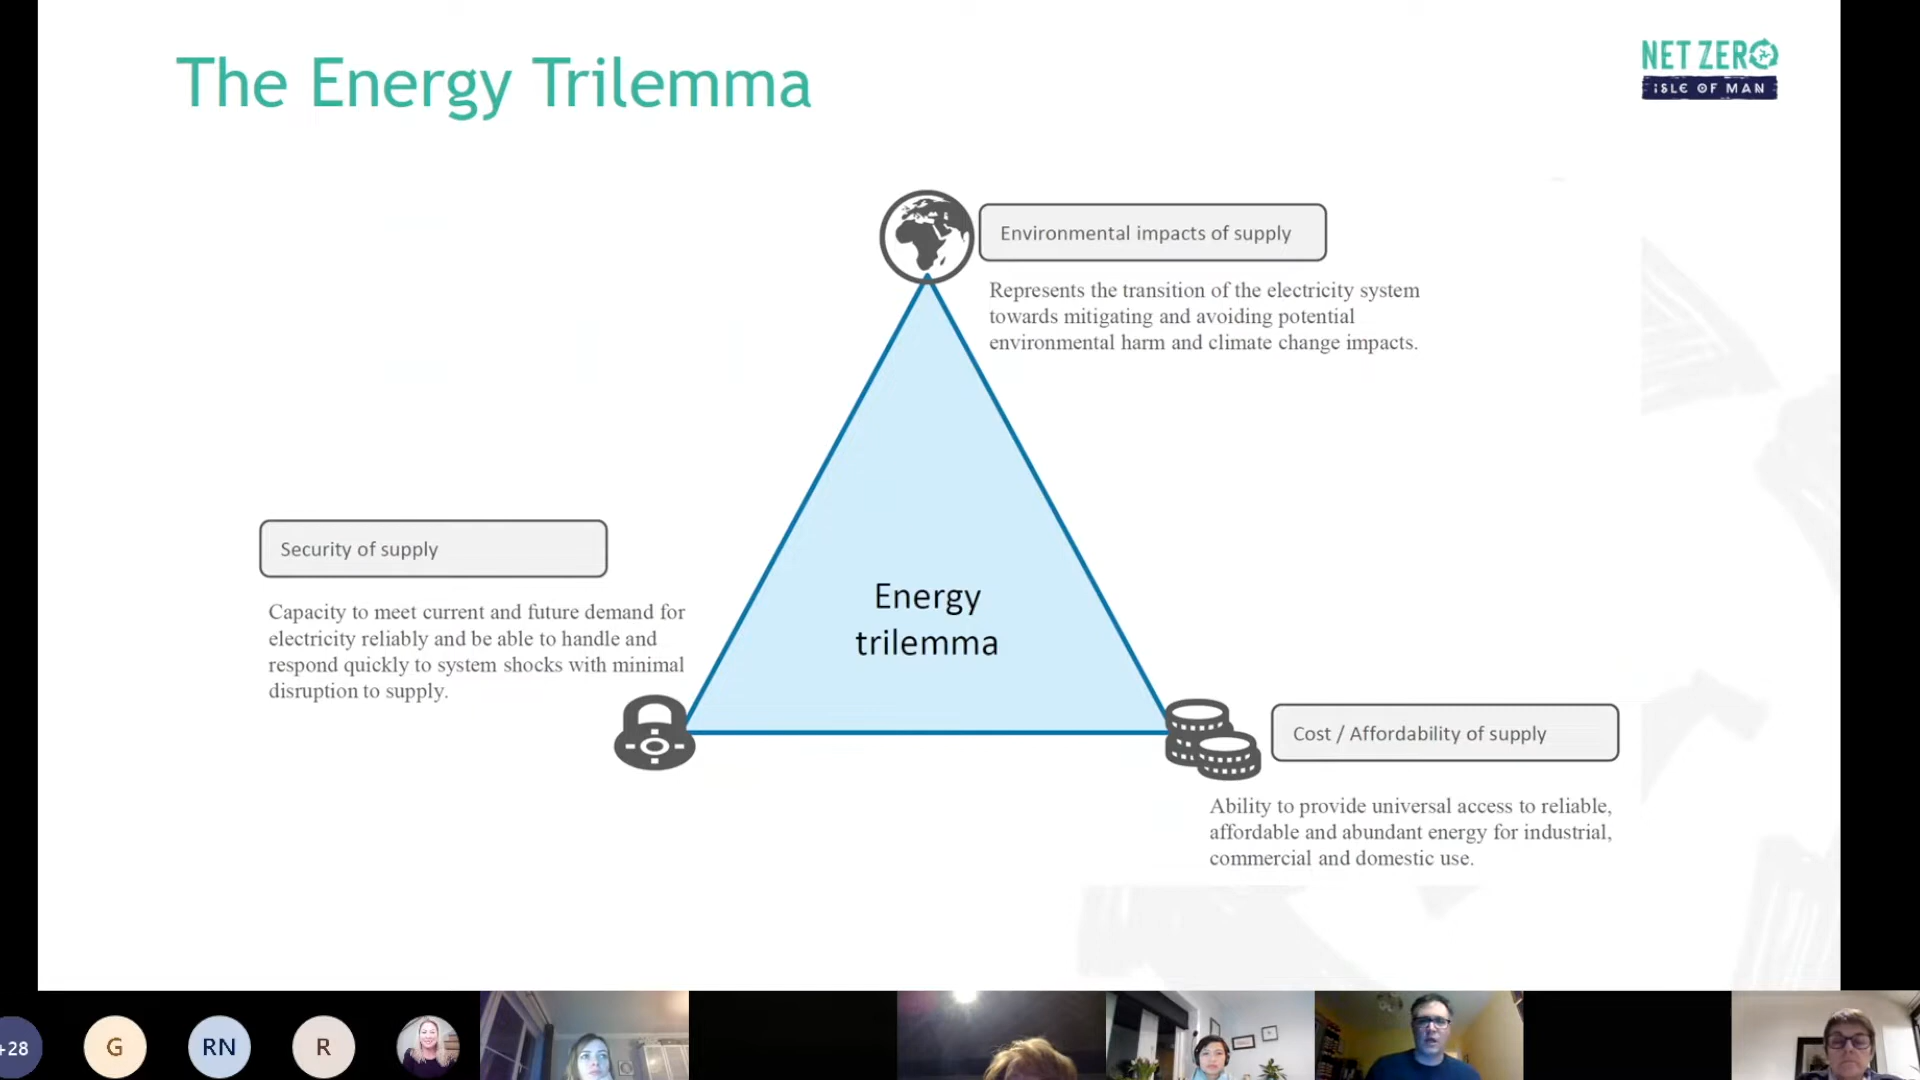 The Energy Trilemma
NET ZERO
ISLE OF MAN
Environmental impacts of supply
Represents the transition of the electricity system
towards mitigating and avoiding potential
environmental harm and climate change impacts.
Security of supply
Capacity to meet current and future demand for
electricity reliably and be able to handle and
respond quickly to system shocks with minimal
disruption to supply.
Energy
trilemma
Cost / Affordability of supply
Ability to provide universal access to reliable,
affordable and abundant energy for industrial,
commercial and domestic use.
+28
G
RN
R